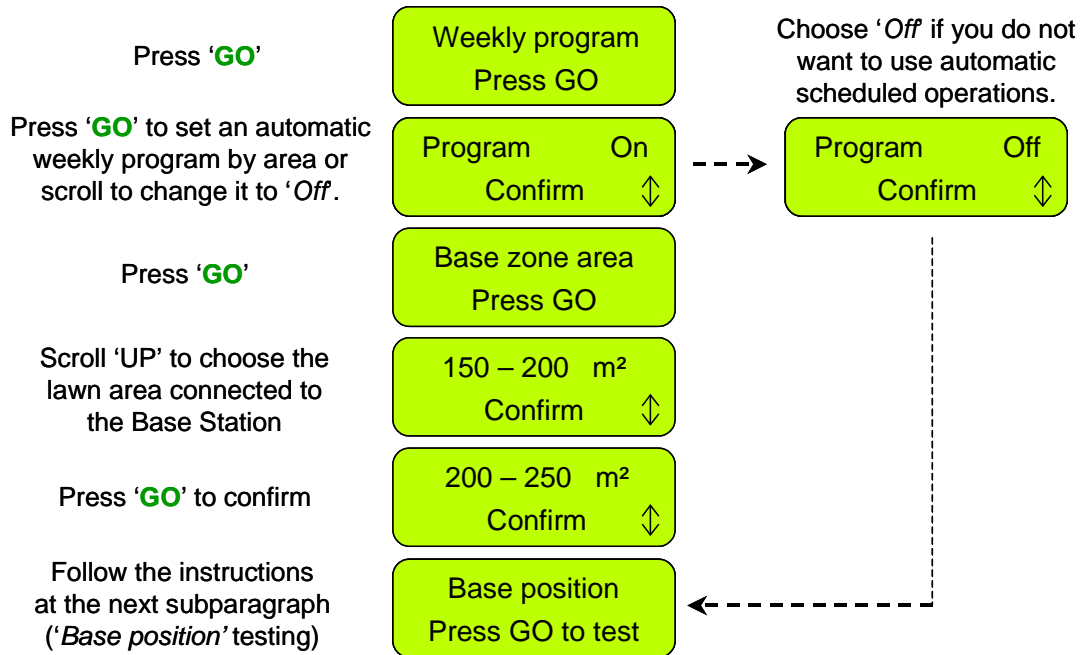 Press ‘GO’
Weekly program
Press GO
Choose ‘Off’ if you do not
want to use automatic
scheduled operations.
Press ‘GO’ to set an automatic
weekly program by area or
scroll to change it to ‘Off’.
Program On
Confirm ↕
Program Off
Confirm ↕
Press ‘GO’
Base zone area
Press GO
Scroll ‘UP’ to choose the
lawn area connected to
the Base Station
150 – 200 m²
Confirm ↕
Press ‘GO’ to confirm
200 – 250 m²
Confirm ↕
Follow the instructions
at the next subparagraph
(‘Base position’ testing)
Base position
Press GO to test